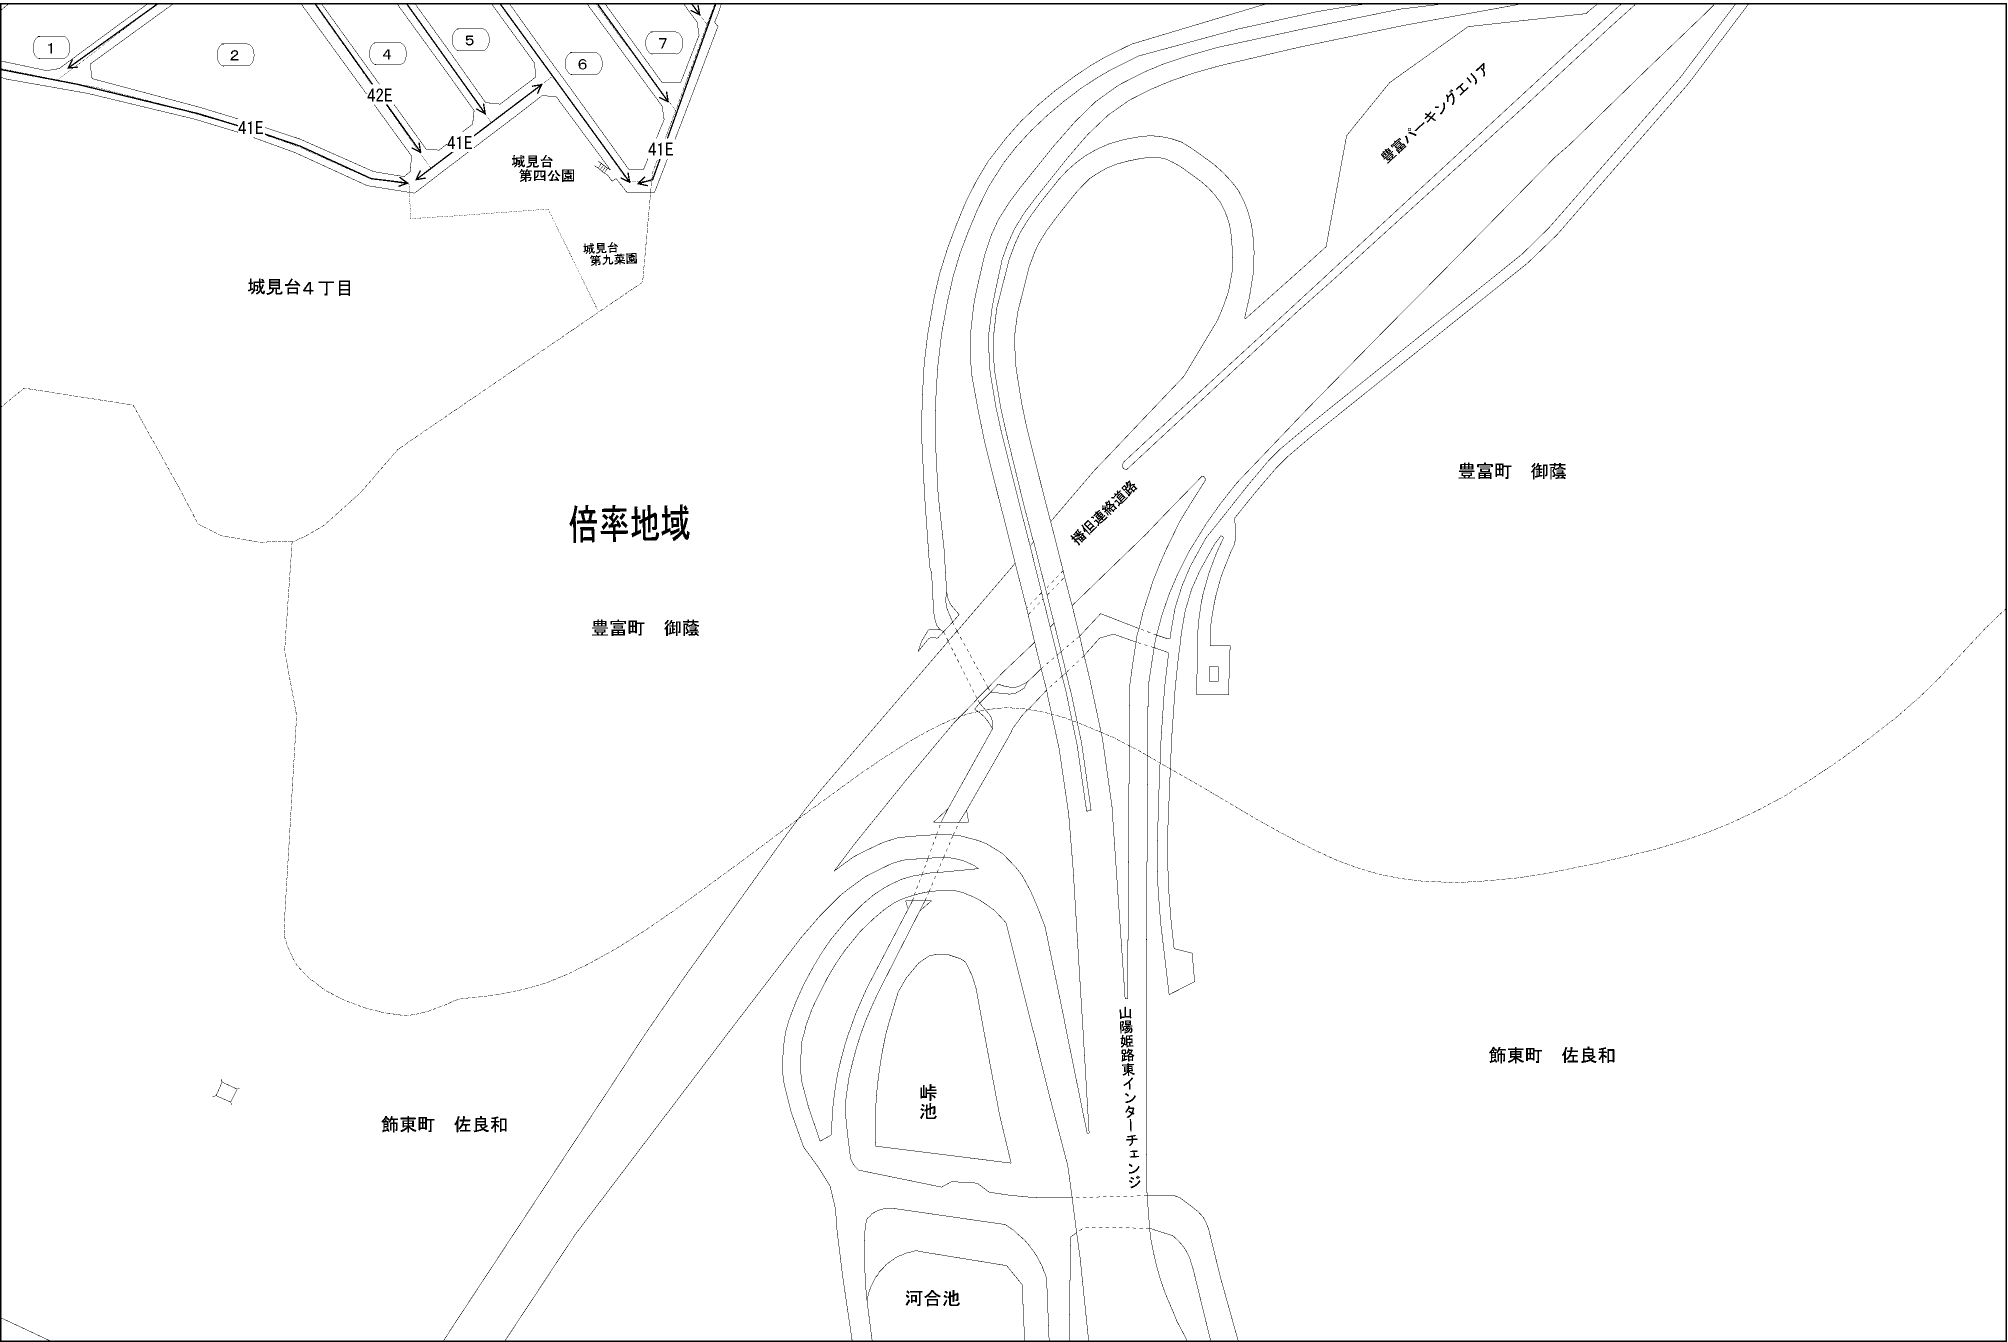 1
2
4
5
6
7
42E
41E
41E
41E
城見台
第四公園
城見台
第九菜園
城見台4丁目
豊富パーキングエリア
豊富町 御蔭
播但連絡道路
倍率地域
豊富町 御蔭
山陽姫路東インターチェンジ
飾東町 佐良和
峠池
飾東町 佐良和
河合池